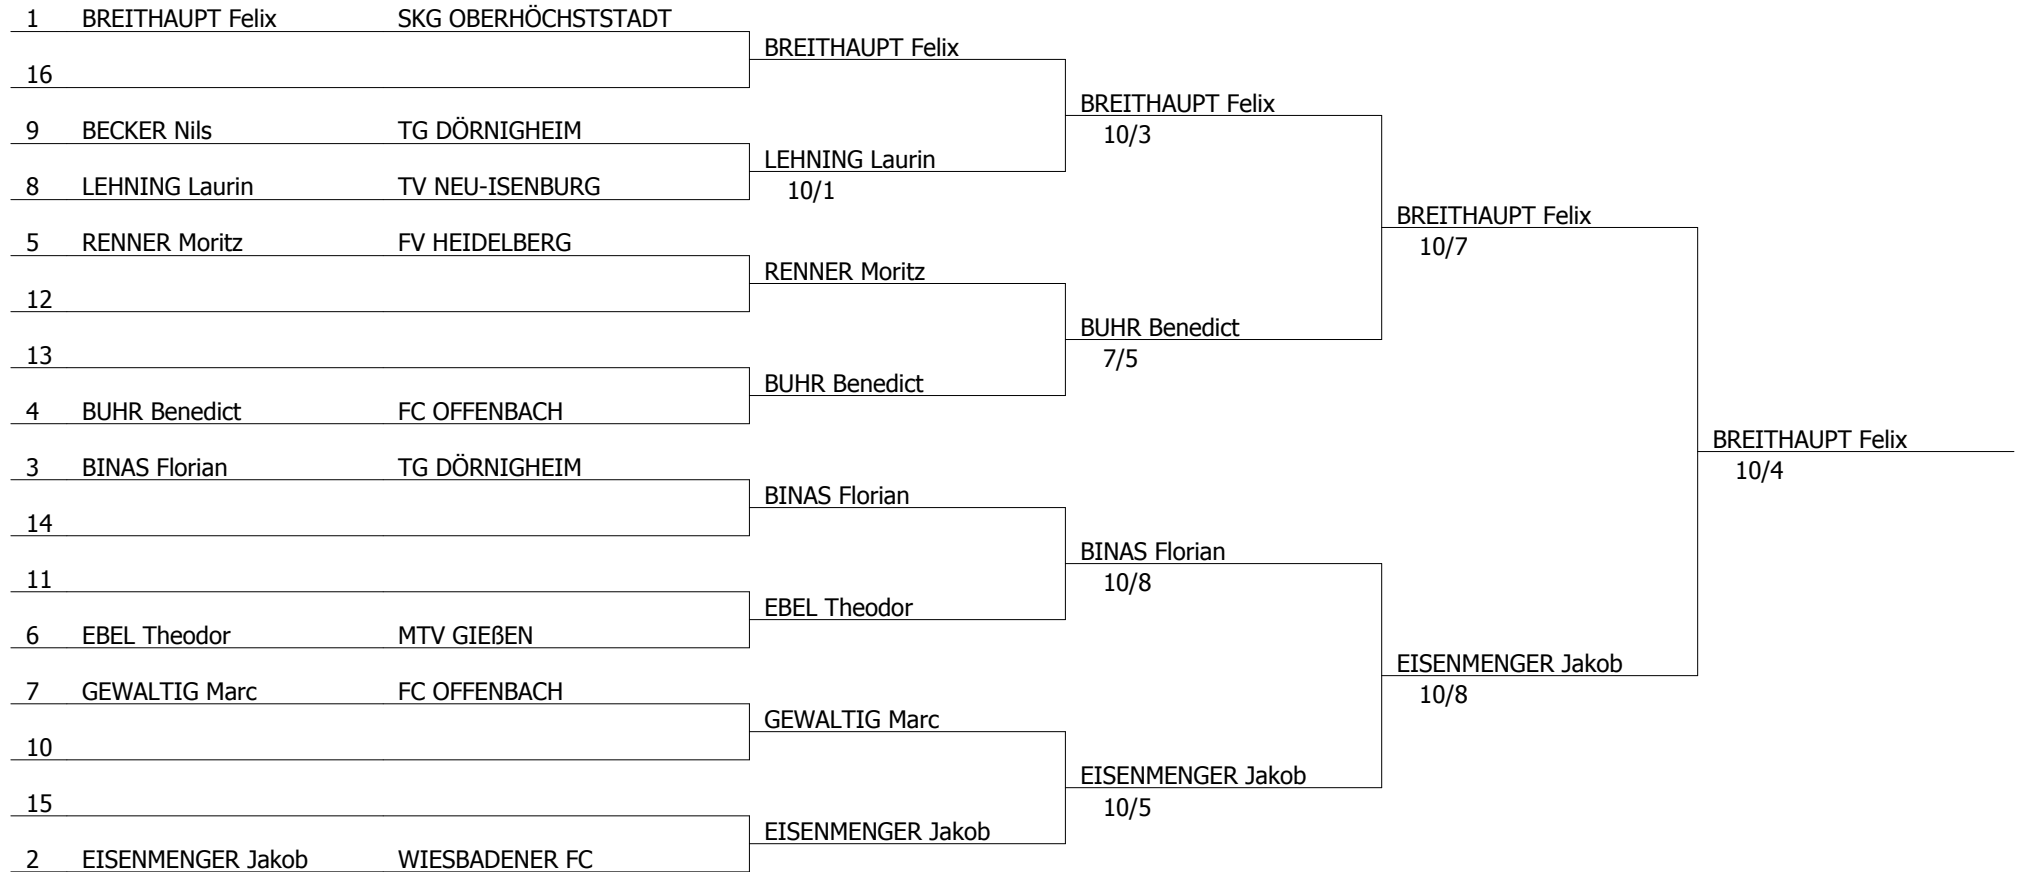 1 BREITHAUPT Felix SKG OBERHÖCHSTSTADT
BREITHAUPT Felix
16
BREITHAUPT Felix
10/3
9 BECKER Nils TG DÖRNIGHEIM
LEHNING Laurin
10/1
8 LEHNING Laurin TV NEU-ISENBURG
BREITHAUPT Felix
10/7
5 RENNER Moritz FV HEIDELBERG
RENNER Moritz
12
BUHR Benedict
7/5
13
BUHR Benedict
4 BUHR Benedict FC OFFENBACH
BREITHAUPT Felix
10/4
3 BINAS Florian TG DÖRNIGHEIM
BINAS Florian
14
BINAS Florian
10/8
11
EBEL Theodor
6 EBEL Theodor MTV GIEßEN
EISENMENGER Jakob
10/8
7 GEWALTIG Marc FC OFFENBACH
GEWALTIG Marc
10
EISENMENGER Jakob
10/5
15
EISENMENGER Jakob
2 EISENMENGER Jakob WIESBADENER FC